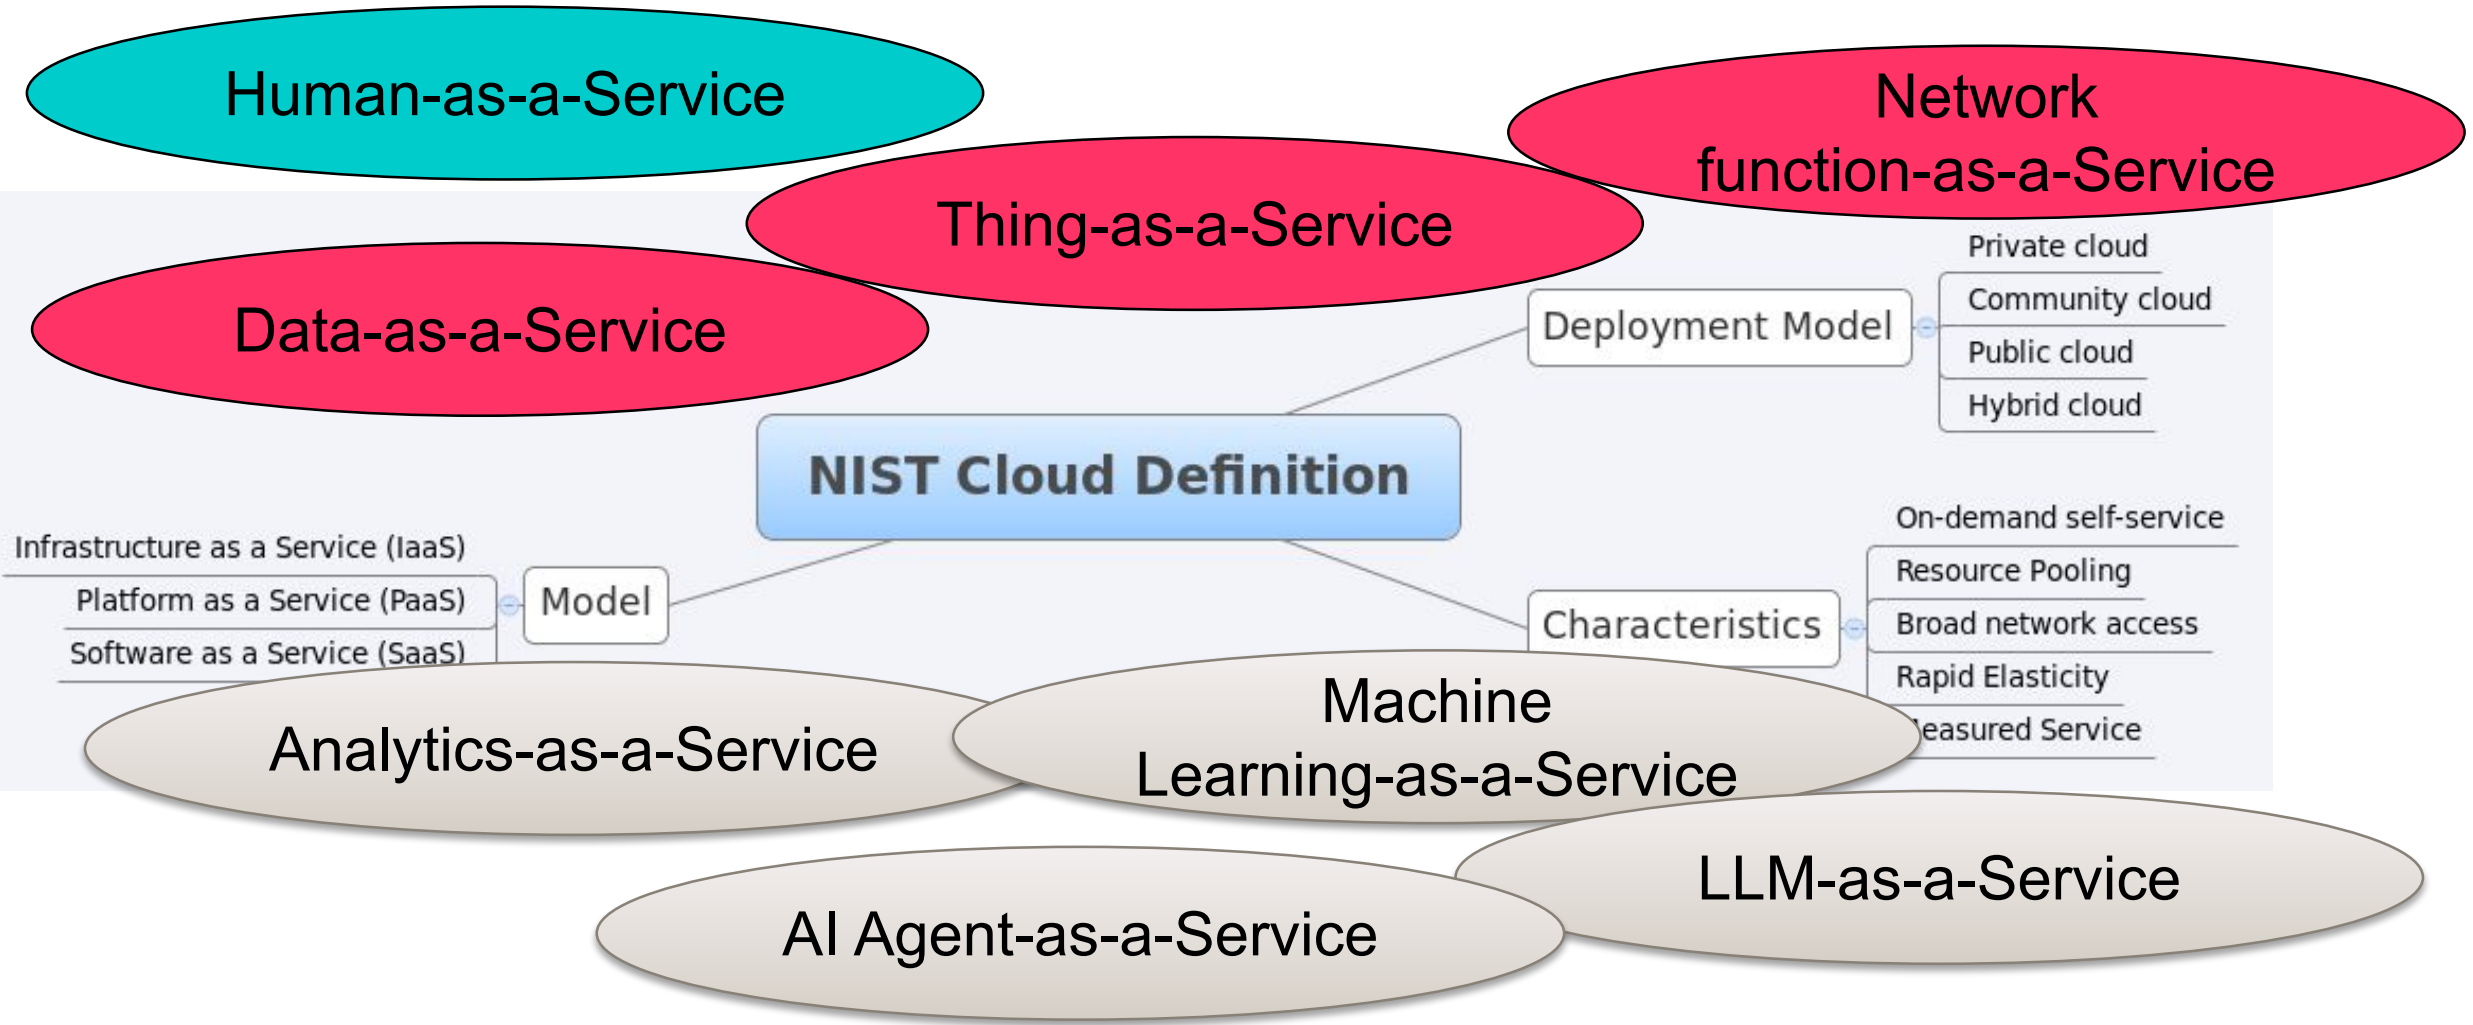 Human-as-a-Service
Network
function-as-a-Service
Thing-as-a-Service
Data-as-a-Service
Private cloud
Community cloud
Deployment Model
Public cloud
Hybrid cloud
NIST Cloud Definition
Infrastructure as a Service (IaaS)
Platform as a Service (PaaS)
Software as a Service (SaaS)
Model
On-demand self-service
Resource Pooling
Characteristics
Broad network access
Rapid Elasticity
easured Service
Analytics-as-a-Service
Machine
Learning-as-a-Service
LLM-as-a-Service
AI Agent-as-a-Service